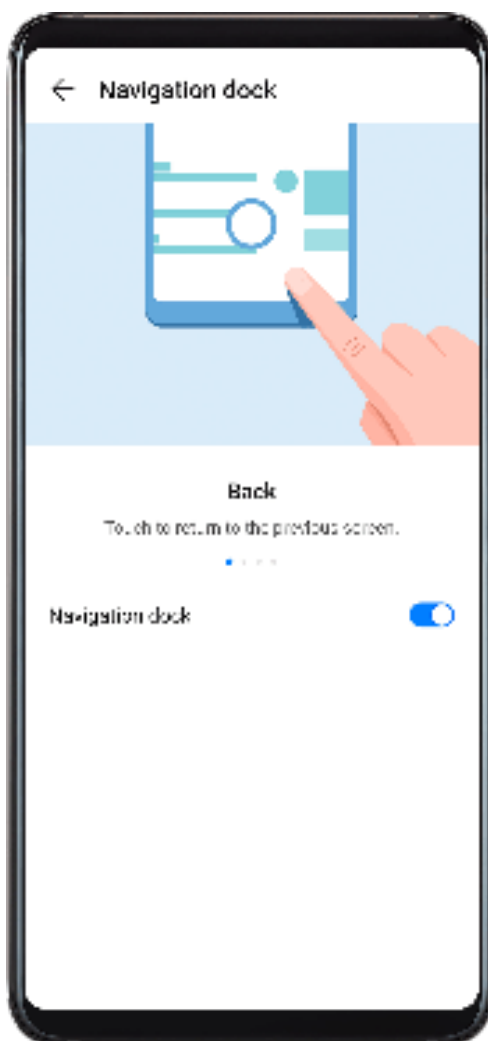 Navigation dock
Back
Touch to return to the previous screen.
Navigation dock